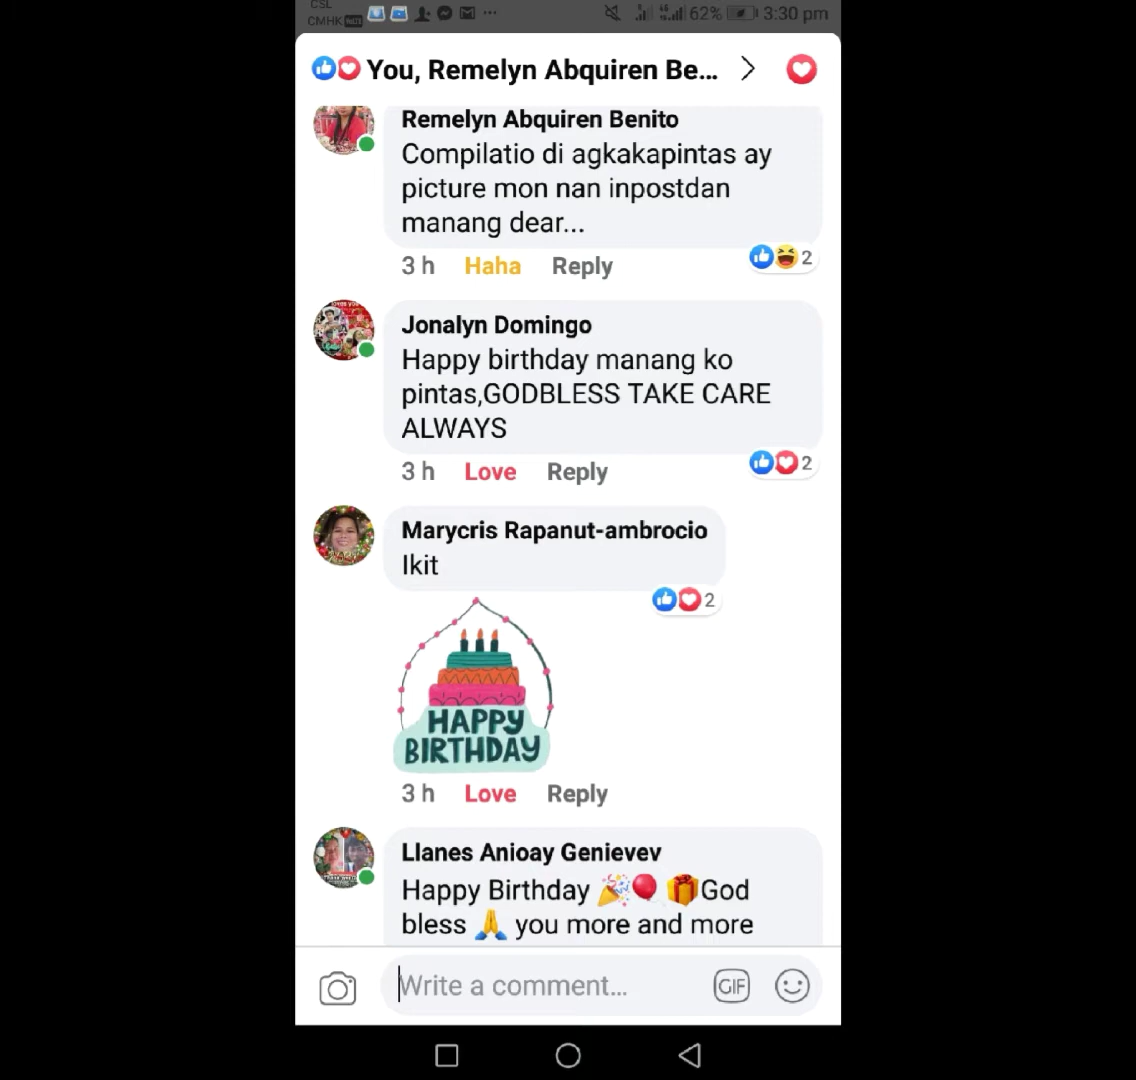 CSL
CMHK
62% 3:30 pm
You, Remelyn Abquiren Be...
Remelyn Abquiren Benito
Compilatio di agkakapintas ay
picture mon nan inpostdan
manang dear...
3 h Haha Reply 2
Jonalyn Domingo
Happy birthday manang ko
pintas,GODBLESS TAKE CARE
ALWAYS
3 h Love Reply 2
Marycris Rapanut-ambrocio
Ikit
2
HAPPY
BIRTHDAY
3 h Love Reply
Llanes Anioay Genievev
Happy Birthday 🎉🎈 🎁God
bless 🙏 you more and more
Write a comment...
GIF